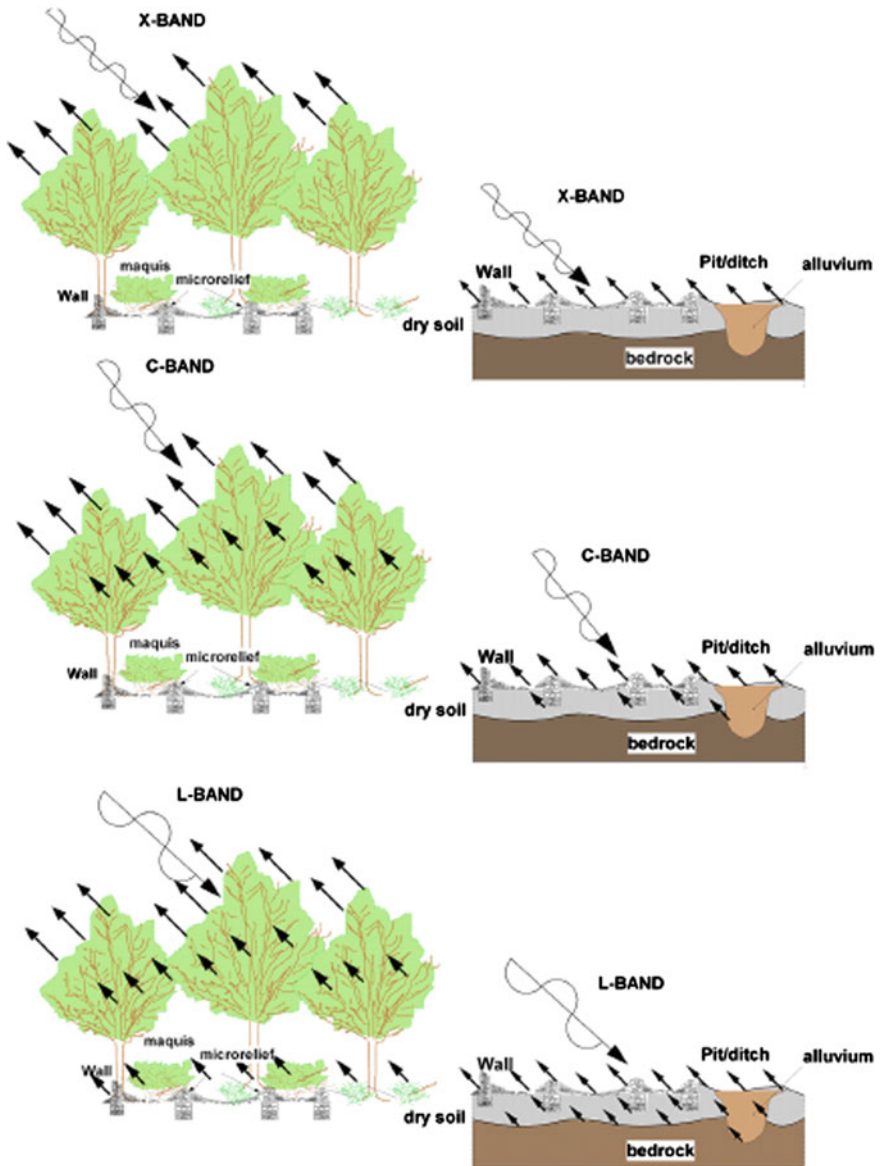 X-BAND
maquis
microrelief
Wall
X-BAND
Wall
Pit/ditch
alluvium
dry soil
bedrock
C-BAND
maquis
microrelief
Wall
C-BAND
Wall
Pit/ditch
alluvium
dry soil
bedrock
L-BAND
maquis
microrelief
Wall
L-BAND
Wall
Pit/ditch
alluvium
dry soil
bedrock